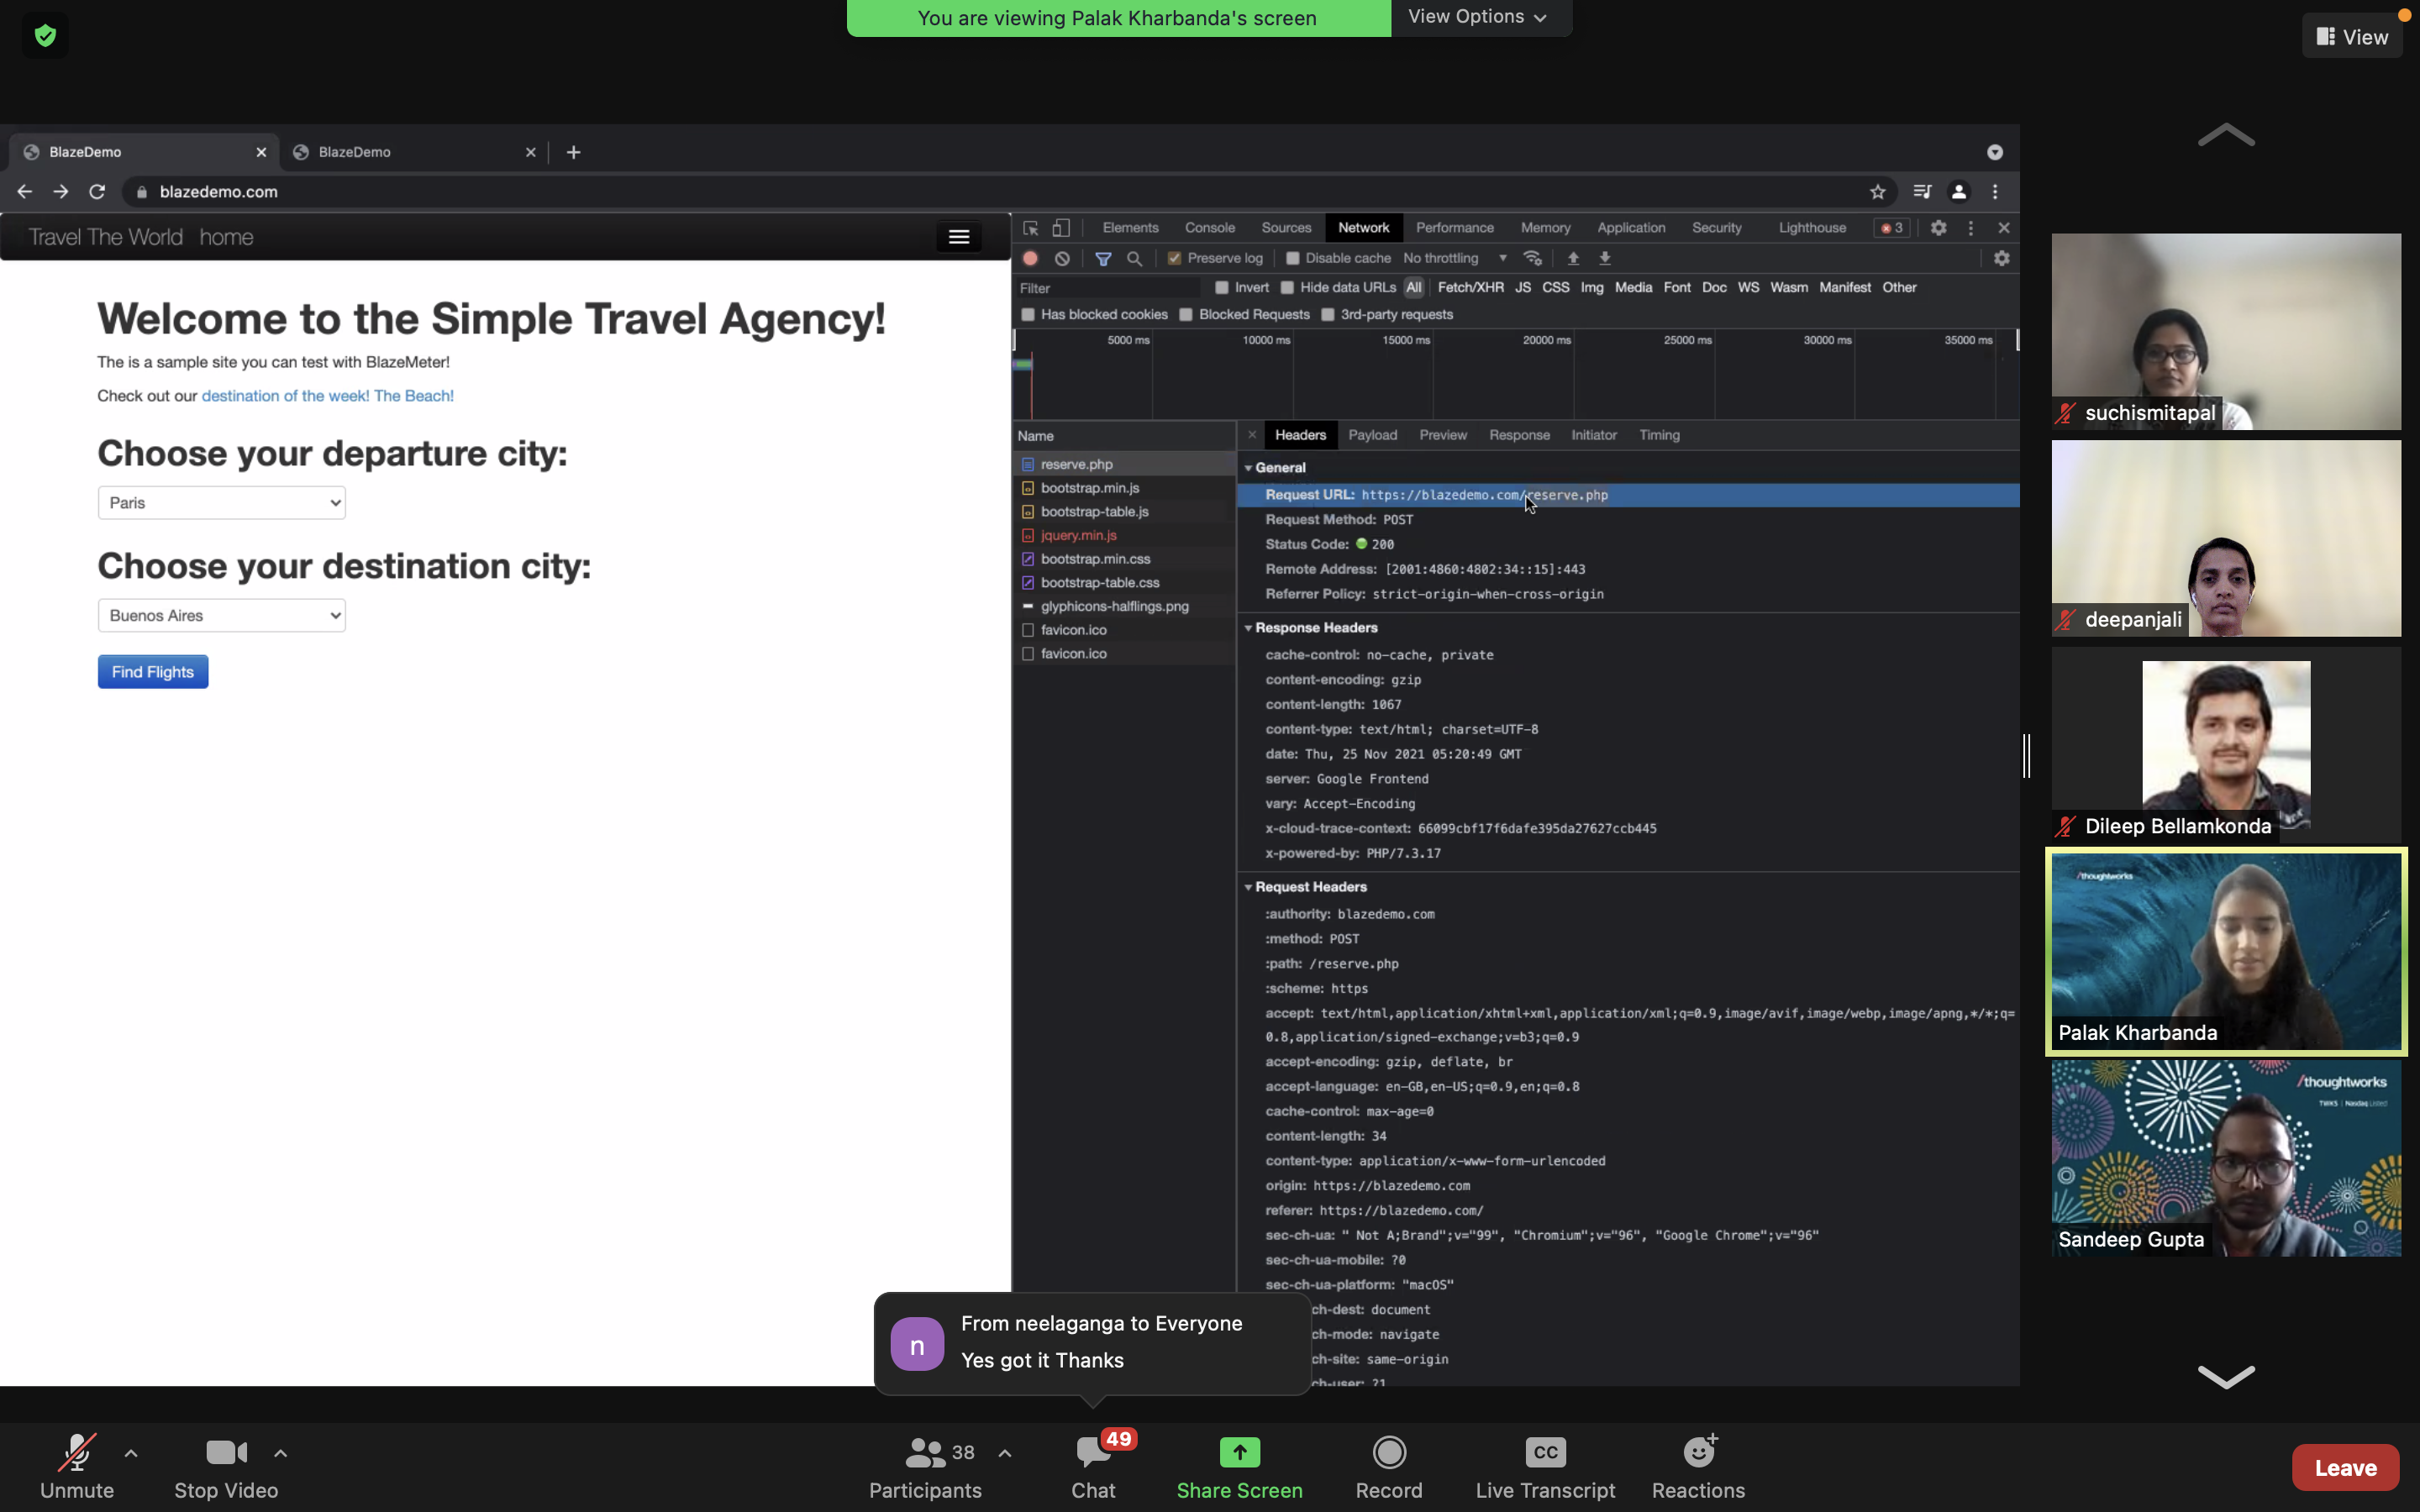 You are viewing Palak Kharbanda's screen
View Options
View
BlazeDemo
BlazeDemo
blazedemo.com
Travel The World home
Welcome to the Simple Travel Agency!
The is a sample site you can test with BlazeMeter!
Check out our destination of the week! The Beach!
Choose your departure city:
Paris
Choose your destination city:
Buenos Aires
Find Flights
Elements Console Sources Network Performance Memory Application Security Lighthouse 3
Preserve log Disable cache No throttling
Filter Invert Hide data URLs All Fetch/XHR JS CSS Img Media Font Doc WS Wasm Manifest Other
Has blocked cookies Blocked Requests 3rd-party requests
5000 ms 10000 ms 15000 ms 20000 ms 25000 ms 30000 ms 35000 ms
Name
reserve.php
bootstrap.min.js
bootstrap-table.js
jquery.min.js
bootstrap.min.css
bootstrap-table.css
glyphicons-halflings.png
favicon.ico
favicon.ico
Headers Payload Preview Response Initiator Timing
General
Request URL: https://blazedemo.com/reserve.php
Request Method: POST
Status Code: 200
Remote Address: [2001:4860:4802:34::15]:443
Referrer Policy: strict-origin-when-cross-origin
Response Headers
cache-control: no-cache, private
content-encoding: gzip
content-length: 1067
content-type: text/html; charset=UTF-8
date: Thu, 25 Nov 2021 05:20:49 GMT
server: Google Frontend
vary: Accept-Encoding
x-cloud-trace-context: 66099cbf17f6dafe395da27627ccb445
x-powered-by: PHP/7.3.17
Request Headers
:authority: blazedemo.com
:method: POST
:path: /reserve.php
:scheme: https
accept: text/html,application/xhtml+xml,application/xml;q=0.9,image/avif,image/webp,image/apng,*/*;q=
0.8,application/signed-exchange;v=b3;q=0.9
accept-encoding: gzip, deflate, br
accept-language: en-GB,en-US;q=0.9,en;q=0.8
cache-control: max-age=0
content-length: 34
content-type: application/x-www-form-urlencoded
origin: https://blazedemo.com
referer: https://blazedemo.com/
sec-ch-ua: " Not A;Brand";v="99", "Chromium";v="96", "Google Chrome";v="96"
sec-ch-ua-mobile: ?0
sec-ch-ua-platform: "macOS"
ch-dest: document
ch-mode: navigate
ch-site: same-origin
ch-user: ?1
n
From neelaganga to Everyone
Yes got it Thanks
suchismitapal
deepanjali
Dileep Bellamkonda
/thoughtworks
Palak Kharbanda
/thoughtworks
TWKS | Nasdaq Listed
Sandeep Gupta
Unmute
Stop Video
38
Participants
49
Chat
Share Screen
Record
CC
Live Transcript
Reactions
Leave